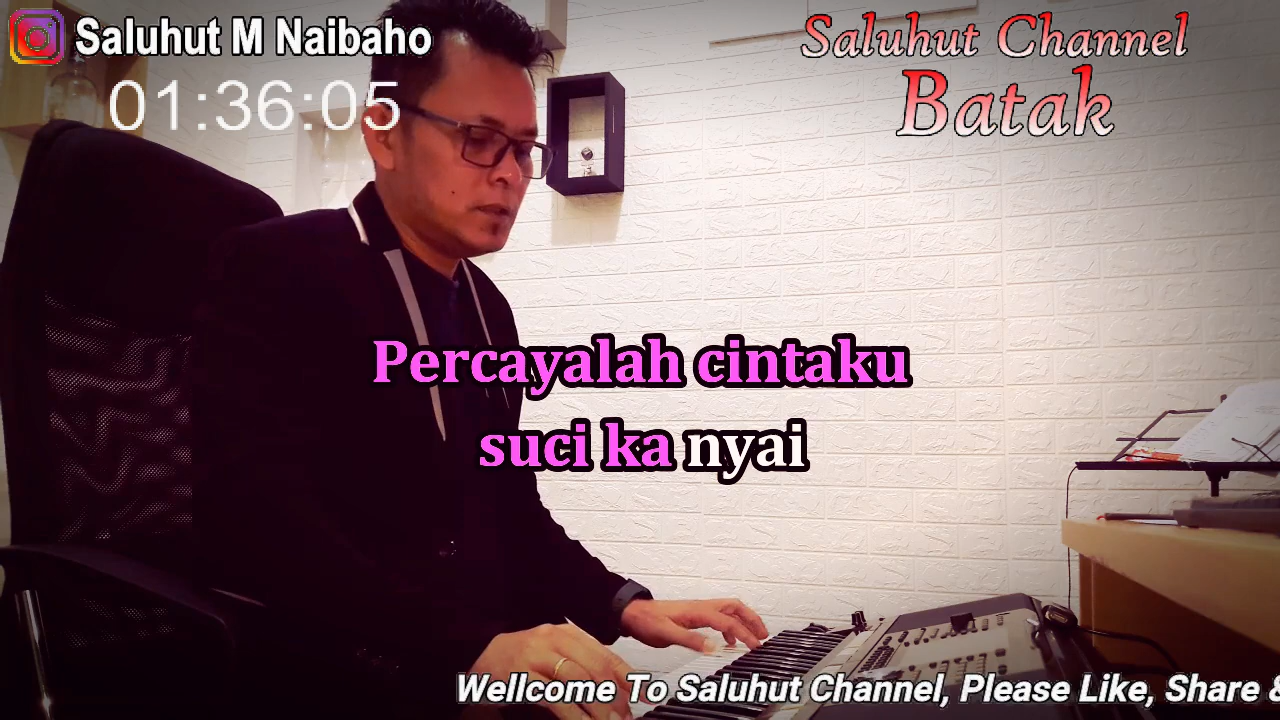 Saluhut M Naibaho
01:36:05
Saluhut Channel
Batak
Percayalah cintaku
suci ka nyai
Wellcome To Saluhut Channel, Please Like, Share &